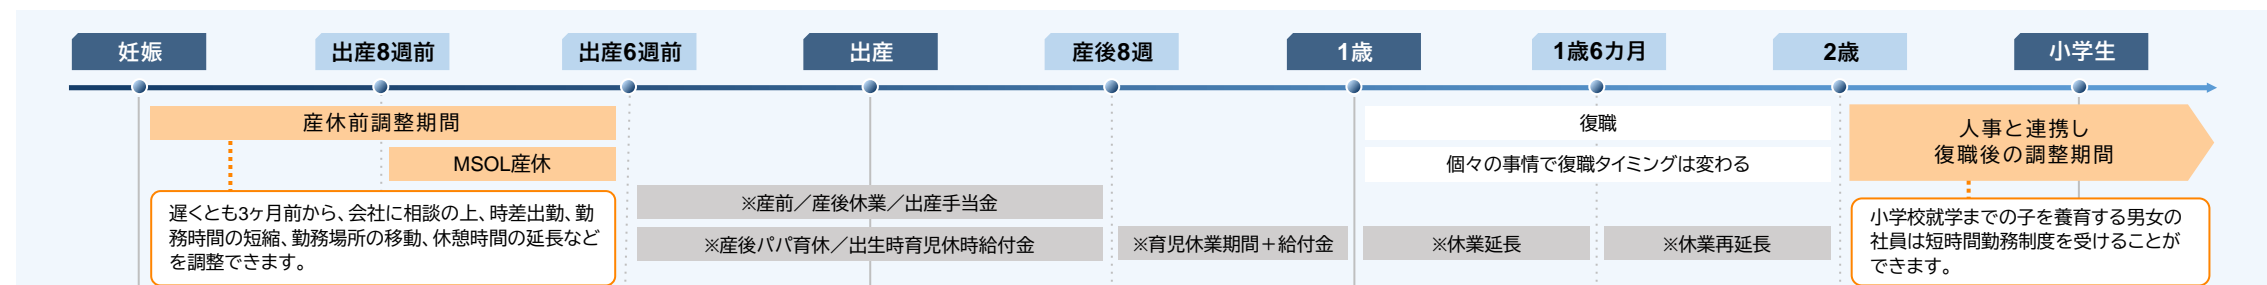 妊娠
出産8週前
出産6週前
出産
産後8週
1歳
1歳6カ月
2歳
小学生
産休前調整期間
MSOL産休
遅くとも3ヶ月前から、会社に相談の上、時差出勤、勤
務時間の短縮、勤務場所の移動、休憩時間の延長など
を調整できます。
※産前／産後休業／出産手当金
※産後パパ育休／出生時育児休時給付金
※育児休業期間＋給付金
復職
個々の事情で復職タイミングは変わる
※休業延長
※休業再延長
人事と連携し
復職後の調整期間
小学校就学までの子を養育する男女の
社員は短時間勤務制度を受けることが
できます。